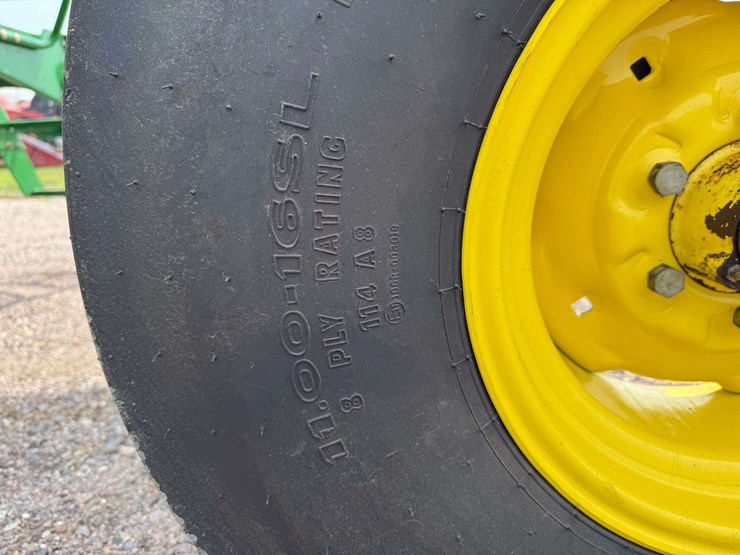 11.00-16SL
8 PLY RATING
114 A8